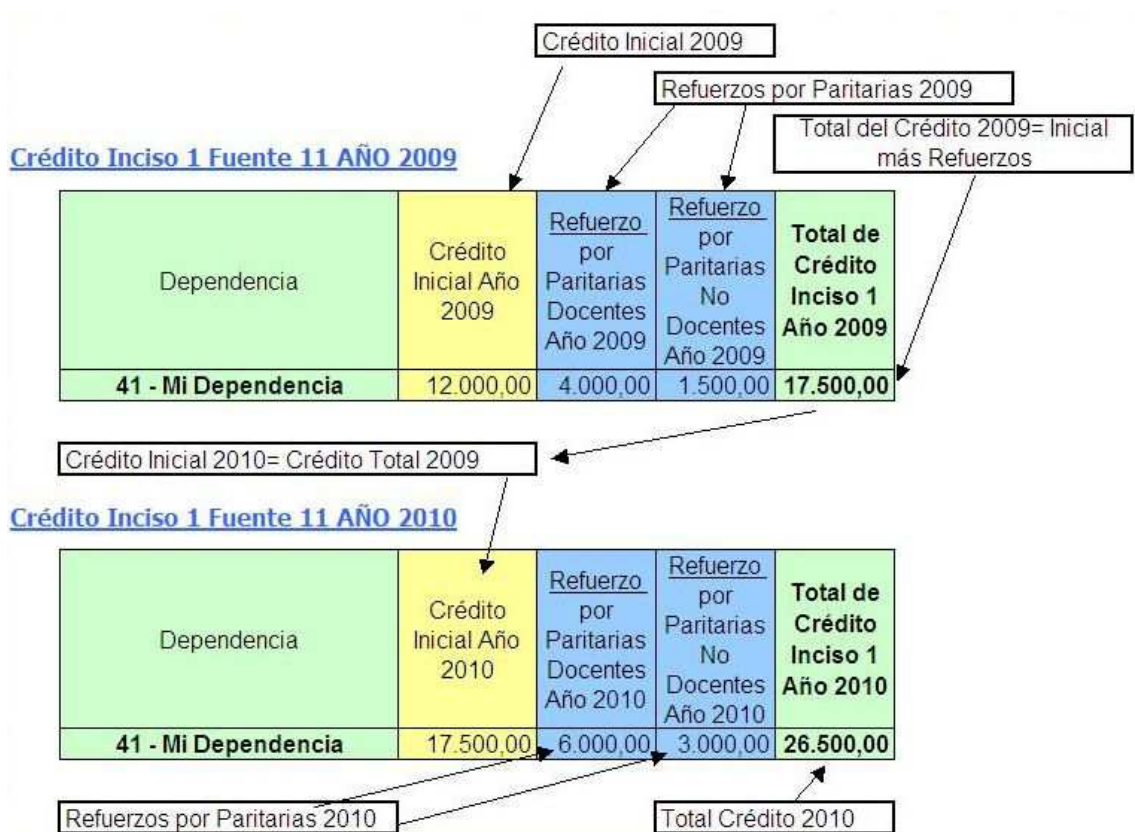 Crédito Inicial 2009
Refuerzos por Paritarias 2009
Total del Crédito 2009= Inicial
más Refuerzos
Crédito Inciso 1 Fuente 11 AÑO 2009
Dependencia
Crédito
Inicial Año
2009
Refuerzo
por
Paritarias
Docentes
Año 2009
Refuerzo
por
Paritarias
No
Docentes
Año 2009
Total de
Crédito
Inciso 1
Año 2009
41 - Mi Dependencia 12.000,00 4.000,00 1.500,00 17.500,00
Crédito Inicial 2010= Crédito Total 2009
Crédito Inciso 1 Fuente 11 AÑO 2010
Dependencia
Crédito
Inicial Año
2010
Refuerzo
por
Paritarias
Docentes
Año 2010
Refuerzo
por
Paritarias
No
Docentes
Año 2010
Total de
Crédito
Inciso 1
Año 2010
41 - Mi Dependencia 17.500,00 6.000,00 3.000,00 26.500,00
Refuerzos por Paritarias 2010
Total Crédito 2010